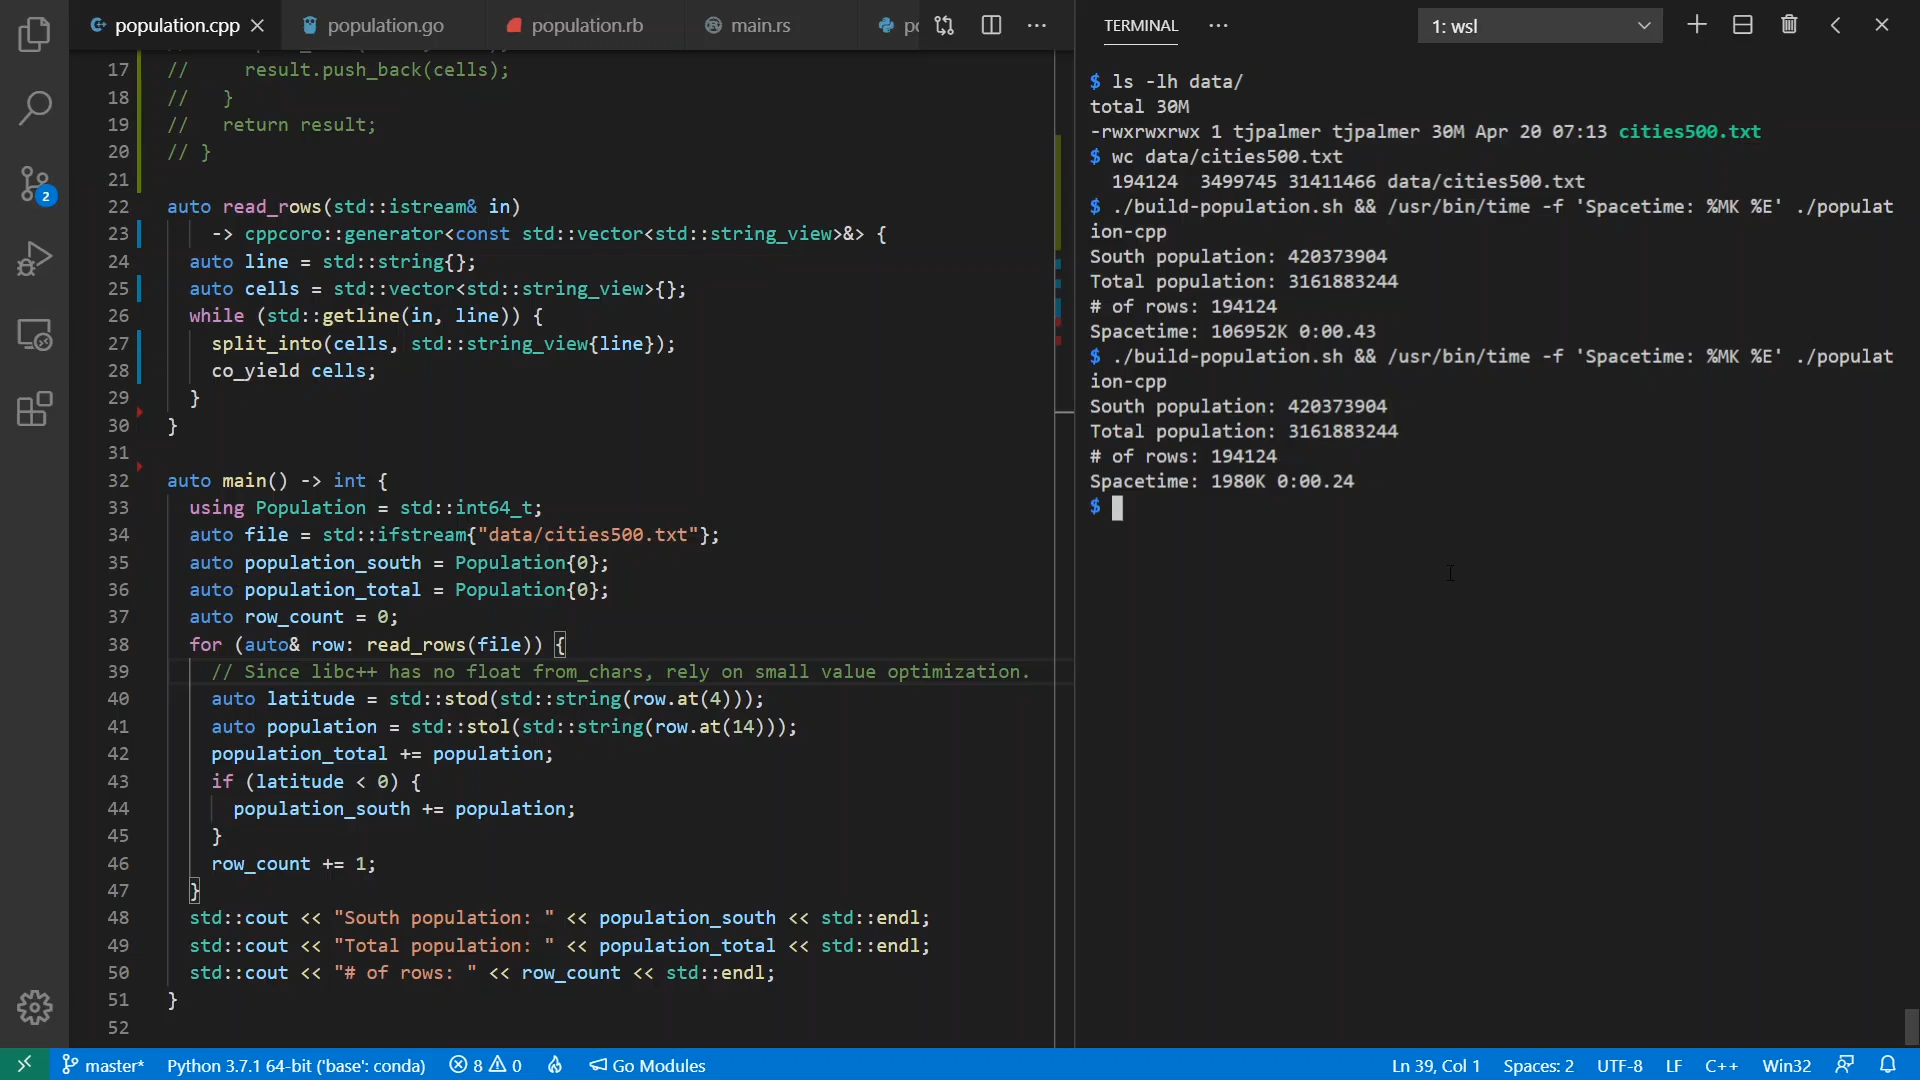 population.cpp
population.go
population.rb
main.rs
17 //     result.push_back(cells);
18 //   }
19 //   return result;
20 // }
21
22 auto read_rows(std::istream& in)
23     -> cppcoro::generator<const std::vector<std::string_view>&> {
24   auto line = std::string{};
25   auto cells = std::vector<std::string_view>{};
26   while (std::getline(in, line)) {
27     split_into(cells, std::string_view{line});
28     co_yield cells;
29   }
30 }
31
32 auto main() -> int {
33   using Population = std::int64_t;
34   auto file = std::ifstream{"data/cities500.txt"};
35   auto population_south = Population{0};
36   auto population_total = Population{0};
37   auto row_count = 0;
38   for (auto& row: read_rows(file)) {
39     // Since libc++ has no float from_chars, rely on small value optimization.
40     auto latitude = std::stod(std::string(row.at(4)));
41     auto population = std::stol(std::string(row.at(14)));
42     population_total += population;
43     if (latitude < 0) {
44       population_south += population;
45     }
46     row_count += 1;
47   }
48   std::cout << "South population: " << population_south << std::endl;
49   std::cout << "Total population: " << population_total << std::endl;
50   std::cout << "# of rows: " << row_count << std::endl;
51 }
52
TERMINAL
1: wsl
$ ls -lh data/
total 30M
-rwxrwxrwx 1 tjpalmer tjpalmer 30M Apr 20 07:13 cities500.txt
$ wc data/cities500.txt
  194124  3499745 31411466 data/cities500.txt
$ ./build-population.sh && /usr/bin/time -f 'Spacetime: %MK %E' ./populat
ion-cpp
South population: 420373904
Total population: 3161883244
# of rows: 194124
Spacetime: 106952K 0:00.43
$ ./build-population.sh && /usr/bin/time -f 'Spacetime: %MK %E' ./populat
ion-cpp
South population: 420373904
Total population: 3161883244
# of rows: 194124
Spacetime: 1980K 0:00.24
$
2
master* Python 3.7.1 64-bit ('base': conda) 8 0 Go Modules Ln 39, Col 1 Spaces: 2 UTF-8 LF C++ Win32